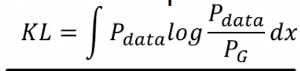 KL = ∫ P_data log P_data / P_G dx